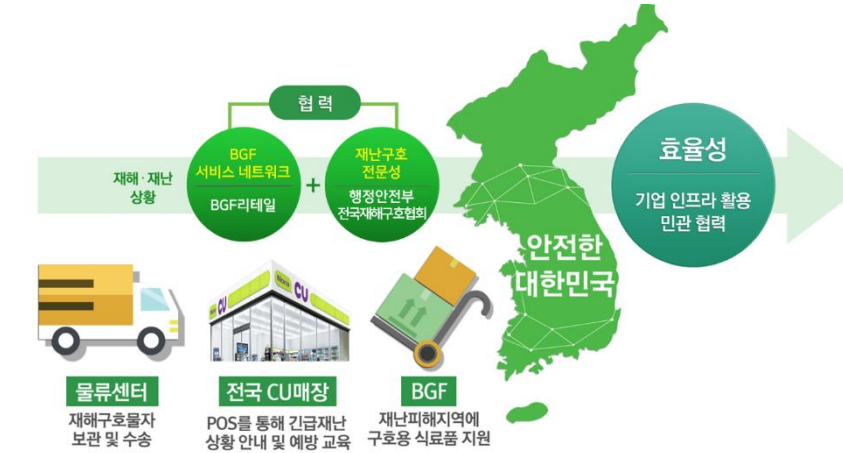 협 력
재해·재난
상황
BGF
서비스 네트워크
BGF리테일
+
재난구호
전문성
행정안전부
전국재해구호협회
효율성
기업 인프라 활용
민관 협력
안전한
대한민국
CU
CU
물류센터
재해구호물자
보관 및 수송
전국 CU매장
POS를 통해 긴급재난
상황 안내 및 예방 교육
BGF
재난피해지역에
구호용 식료품 지원